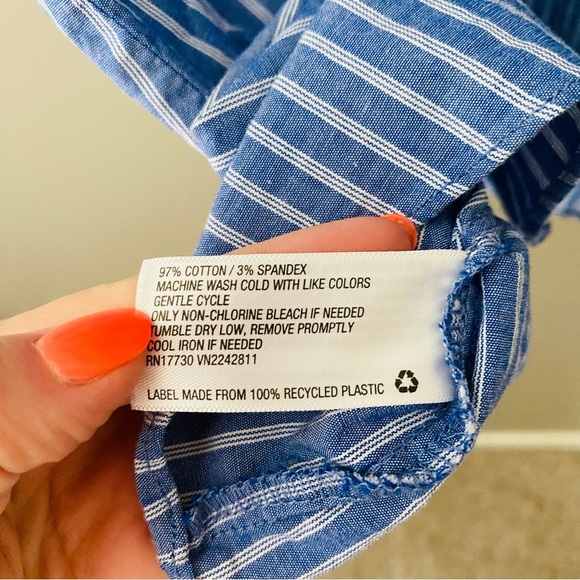 97% COTTON / 3% SPANDEX
MACHINE WASH COLD WITH LIKE COLORS
GENTLE CYCLE
ONLY NON-CHLORINE BLEACH IF NEEDED
TUMBLE DRY LOW, REMOVE PROMPTLY
COOL IRON IF NEEDED
RN17730 VN2242811
LABEL MADE FROM 100% RECYCLED PLASTIC